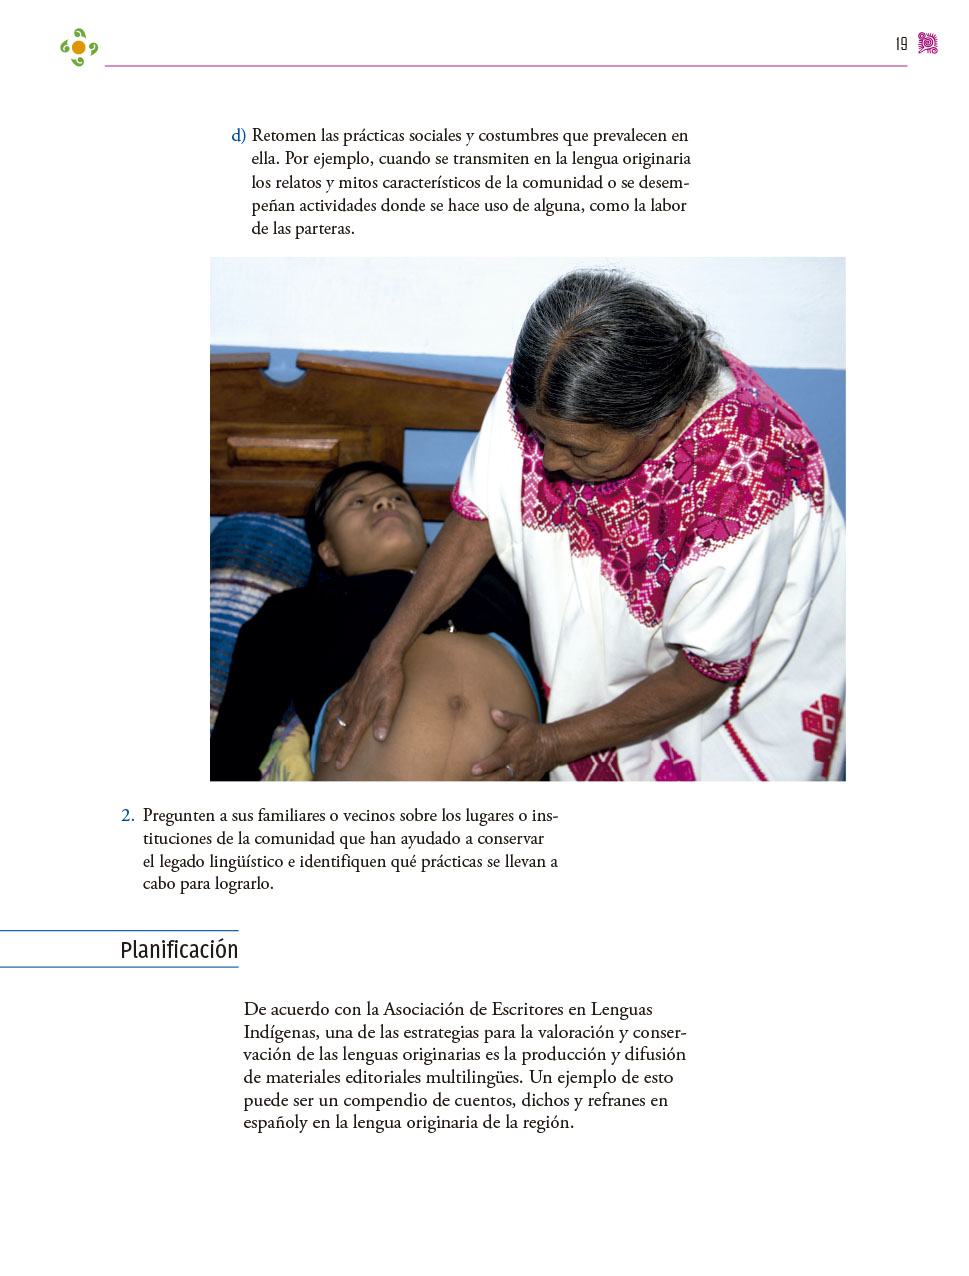 19
d) Retomen las prácticas sociales y costumbres que prevalecen en
ella. Por ejemplo, cuando se transmiten en la lengua originaria
los relatos y mitos característicos de la comunidad o se desem-
peñan actividades donde se hace uso de alguna, como la labor
de las parteras.
2. Pregunten a sus familiares o vecinos sobre los lugares o ins-
tituciones de la comunidad que han ayudado a conservar
el legado lingüístico e identifiquen qué prácticas se llevan a
cabo para lograrlo.
Planificación
De acuerdo con la Asociación de Escritores en Lenguas
Indígenas, una de las estrategias para la valoración y conser-
vación de las lenguas originarias es la producción y difusión
de materiales editoriales multilingües. Un ejemplo de esto
puede ser un compendio de cuentos, dichos y refranes en
españoly en la lengua originaria de la región.